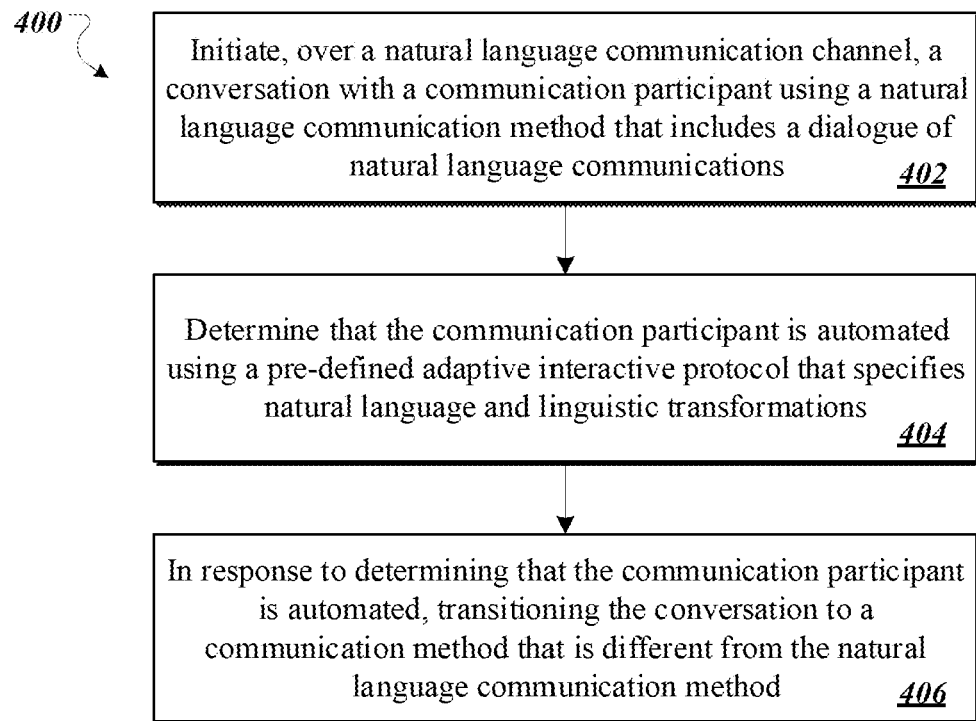 400
Initiate, over a natural language communication channel, a
conversation with a communication participant using a natural
language communication method that includes a dialogue of
natural language communications
402
Determine that the communication participant is automated
using a pre-defined adaptive interactive protocol that specifies
natural language and linguistic transformations
404
In response to determining that the communication participant
is automated, transitioning the conversation to a
communication method that is different from the natural
language communication method
406